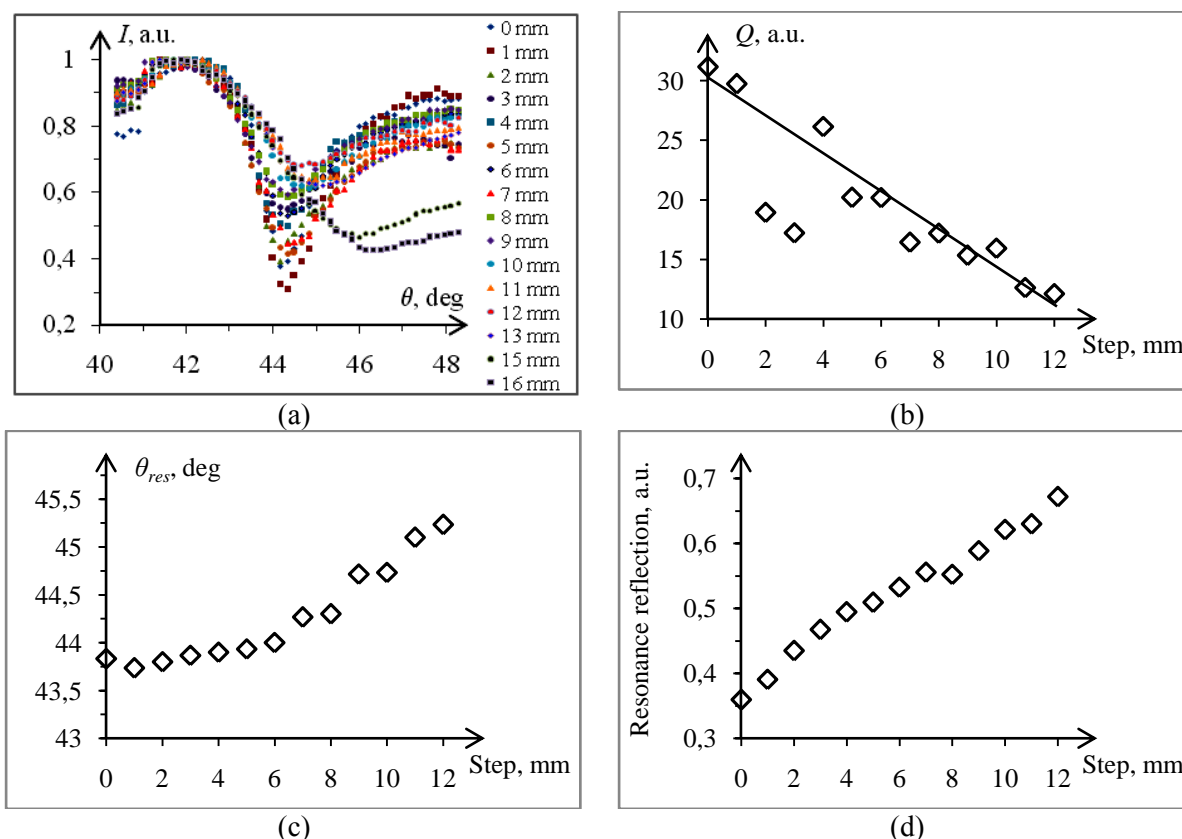 I, a.u.
1
0,8
0,6
0,4
0,2
40 42 44 46 48
θ, deg
0 mm
1 mm
2 mm
3 mm
4 mm
5 mm
6 mm
7 mm
8 mm
9 mm
10 mm
11 mm
12 mm
13 mm
15 mm
16 mm
(a)
Q, a.u.
30
25
20
15
10
0 2 4 6 8 10 12
Step, mm
(b)
θres, deg
45,5
45
44,5
44
43,5
43
0 2 4 6 8 10 12
Step, mm
(c)
Resonance reflection, a.u.
0,7
0,6
0,5
0,4
0,3
0 2 4 6 8 10 12
Step, mm
(d)